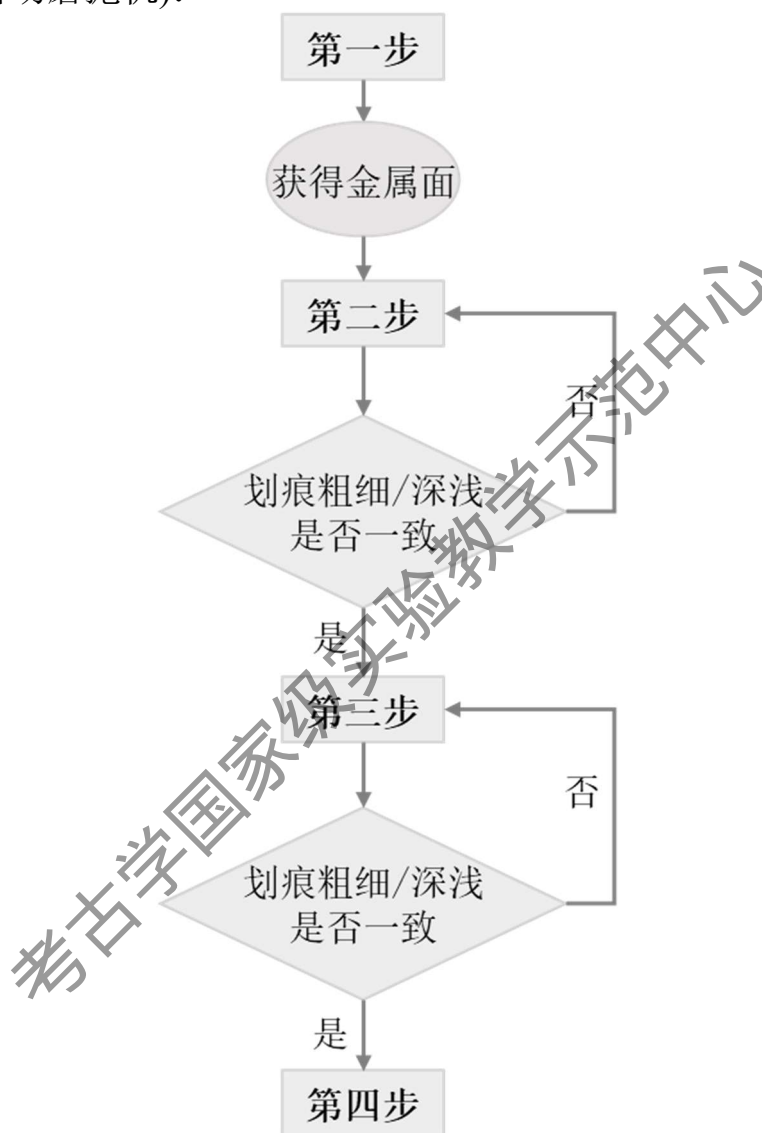 第一步
获得金属面
第二步
否
划痕粗细/深浅
是否一致
是
第三步
否
划痕粗细/深浅
是否一致
是
第四步
考古学国家级实验教学示范中心